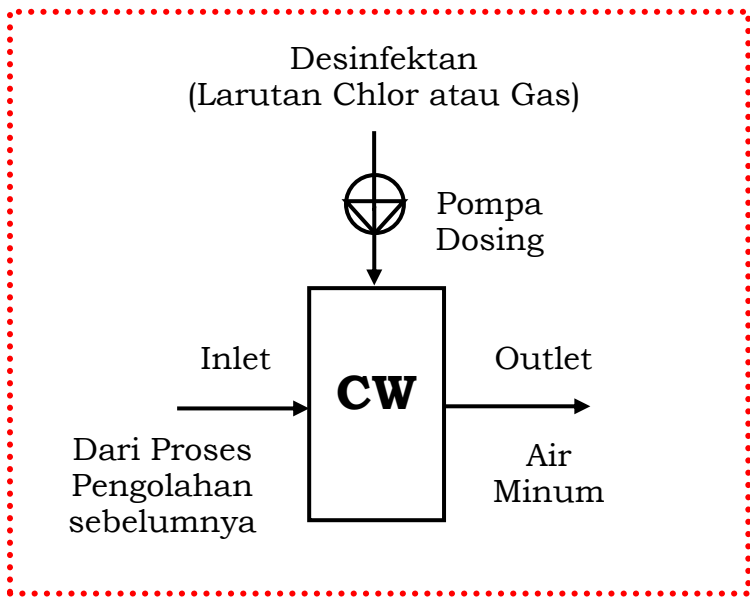 Desinfektan
(Larutan Chlor atau Gas)
Pompa
Dosing
Inlet
CW
Outlet
Dari Proses
Pengolahan
sebelumnya
Air
Minum